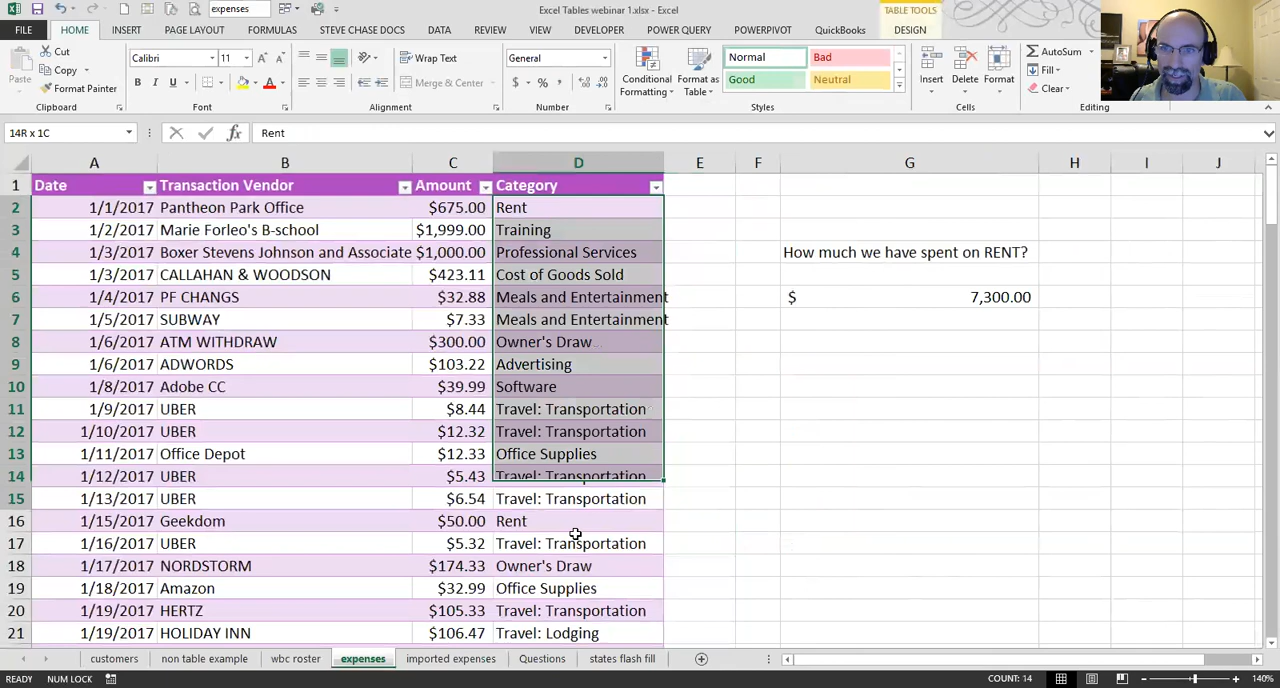 expenses
Excel Tables webinar 1.xlsx - Excel
TABLE TOOLS
FILE HOME INSERT PAGE LAYOUT FORMULAS STEVE CHASE DOCS DATA REVIEW VIEW DEVELOPER POWER QUERY POWERPIVOT QuickBooks DESIGN
Paste
Cut
Copy
Format Painter
Clipboard
Calibri 11
B I U
Font
Wrap Text
Merge & Center
Alignment
General
$ % ,
Number
Conditional Formatting
Format as Table
Normal Bad
Good Neutral
Styles
Insert Delete Format
Cells
AutoSum
Fill
Clear
Editing
14R x 1C fx Rent
A B C D E F G H I J
1 Date Transaction Vendor Amount Category
2 1/1/2017 Pantheon Park Office $675.00 Rent
3 1/2/2017 Marie Forleo's B-school $1,999.00 Training
4 1/3/2017 Boxer Stevens Johnson and Associate $1,000.00 Professional Services How much we have spent on RENT?
5 1/3/2017 CALLAHAN & WOODSON $423.11 Cost of Goods Sold
6 1/4/2017 PF CHANGS $32.88 Meals and Entertainment $ 7,300.00
7 1/5/2017 SUBWAY $7.33 Meals and Entertainment
8 1/6/2017 ATM WITHDRAW $300.00 Owner's Draw
9 1/6/2017 ADWORDS $103.22 Advertising
10 1/8/2017 Adobe CC $39.99 Software
11 1/9/2017 UBER $8.44 Travel: Transportation
12 1/10/2017 UBER $12.32 Travel: Transportation
13 1/11/2017 Office Depot $12.33 Office Supplies
14 1/12/2017 UBER $5.43 Travel: Transportation
15 1/13/2017 UBER $6.54 Travel: Transportation
16 1/15/2017 Geekdom $50.00 Rent
17 1/16/2017 UBER $5.32 Travel: Transportation
18 1/17/2017 NORDSTORM $174.33 Owner's Draw
19 1/18/2017 Amazon $32.99 Office Supplies
20 1/19/2017 HERTZ $105.33 Travel: Transportation
21 1/19/2017 HOLIDAY INN $106.47 Travel: Lodging
customers non table example wbc roster expenses imported expenses Questions states flash fill
READY NUM LOCK COUNT: 14 140%